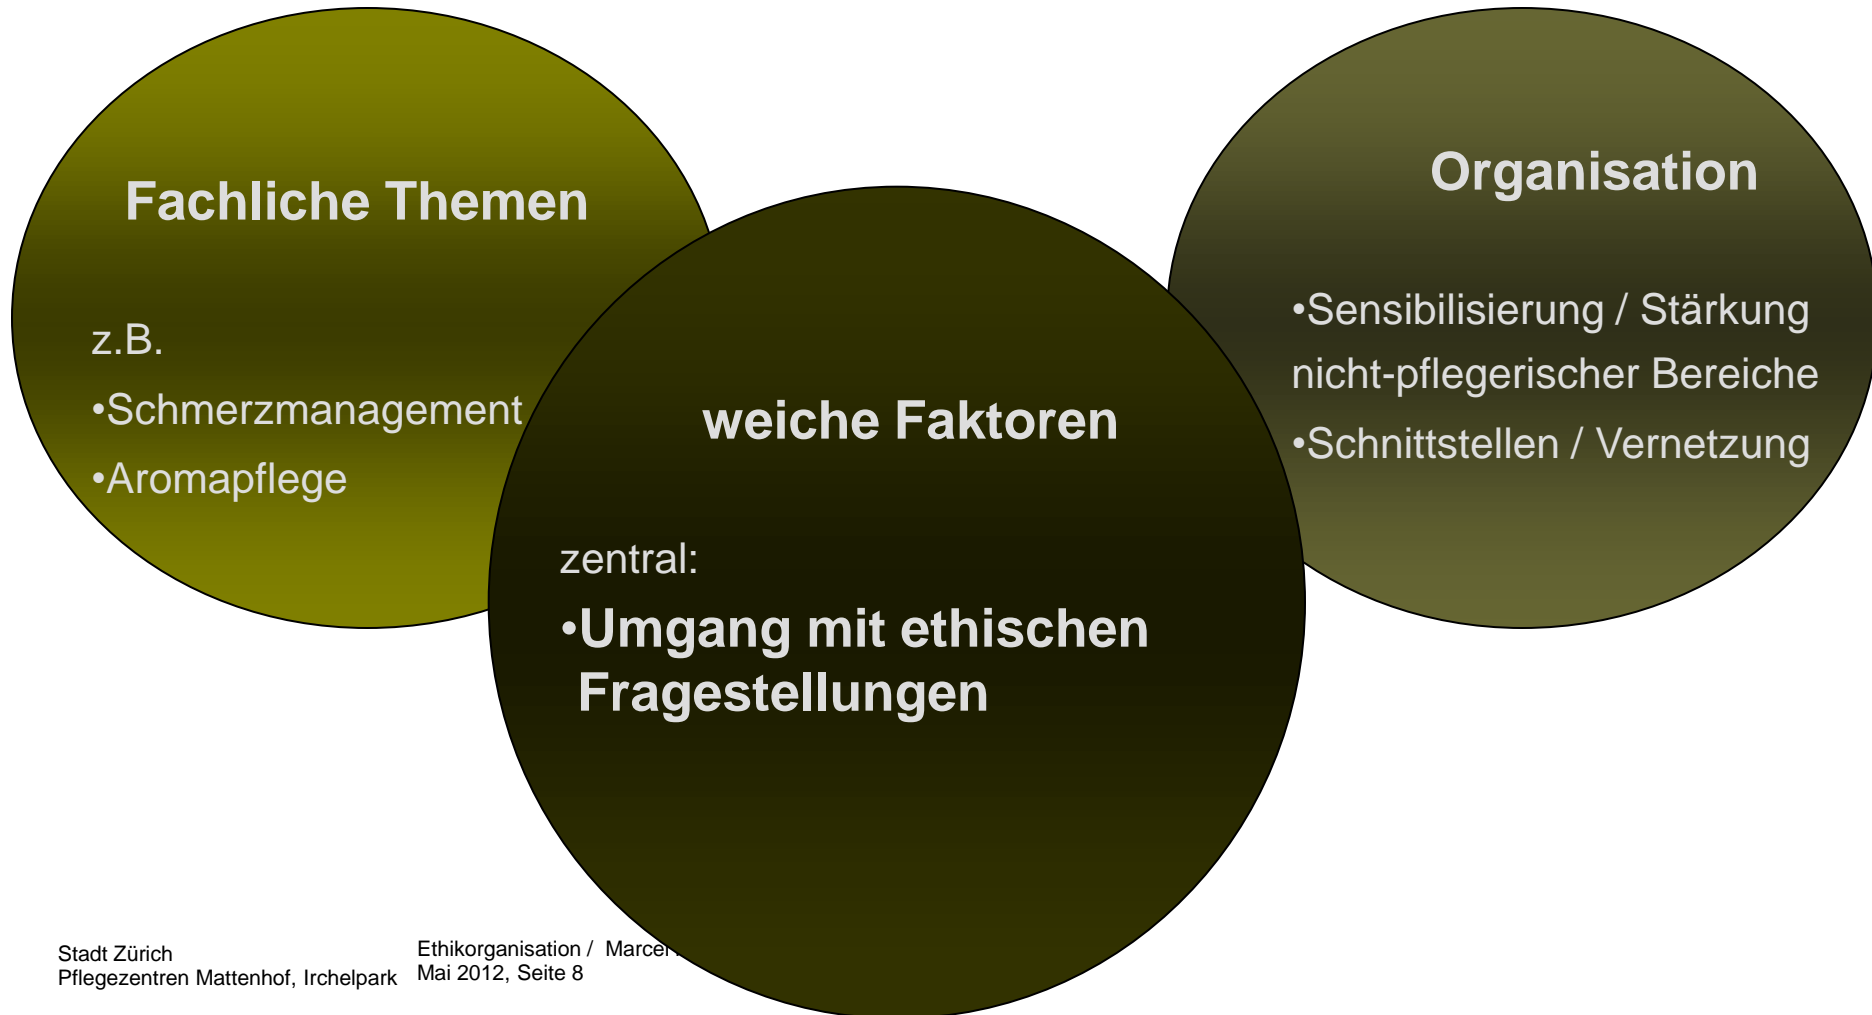 Fachliche Themen
z.B.
•Schmerzmanagement
•Aromapflege
weiche Faktoren
zentral:
•Umgang mit ethischen
Fragestellungen
Organisation
•Sensibilisierung / Stärkung
nicht-pflegerischer Bereiche
•Schnittstellen / Vernetzung
Stadt Zürich
Pflegezentren Mattenhof, Irchelpark
Ethikorganisation / Marcel
Mai 2012, Seite 8